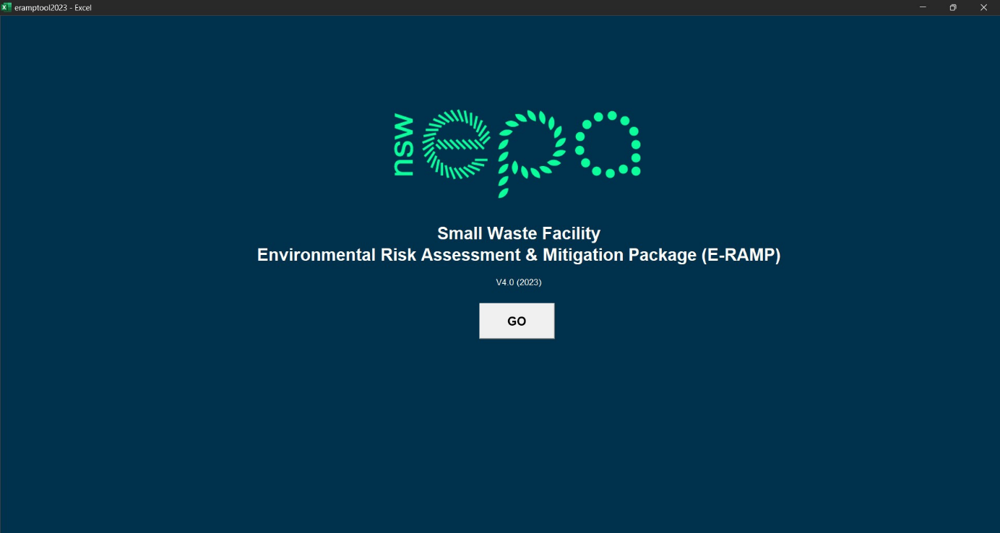 eramptool2023 - Excel
nsw
epa
Small Waste Facility
Environmental Risk Assessment & Mitigation Package (E-RAMP)
V4.0 (2023)
GO